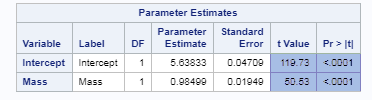 Parameter Estimates
Variable Label DF Parameter Estimate Standard Error t Value Pr > |t|
Intercept Intercept 1 5.63833 0.04709 119.73 <.0001
Mass Mass 1 0.98499 0.01949 50.53 <.0001